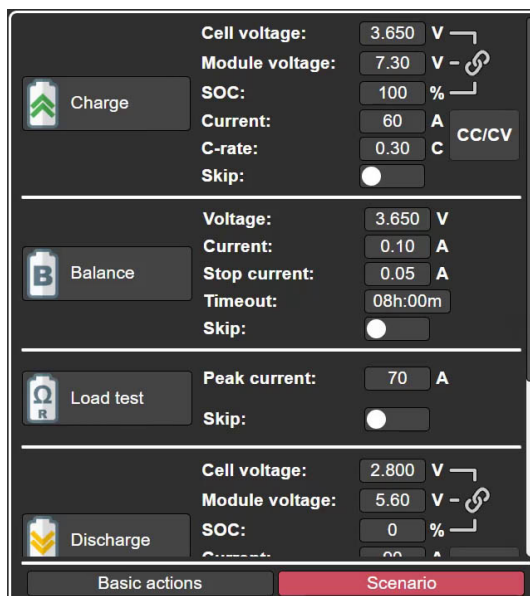 Cell voltage: 3.650 V
Module voltage: 7.30 V
Charge
SOC: 100 %
Current: 60 A
CC/CV
C-rate: 0.30 C
Skip:
Voltage: 3.650 V
Current: 0.10 A
B Balance
Stop current: 0.05 A
Timeout: 08h:00m
Skip:
Peak current: 70 A
Ω R Load test
Skip:
Cell voltage: 2.800 V
Module voltage: 5.60 V
Discharge
SOC: 0 %
Basic actions Scenario